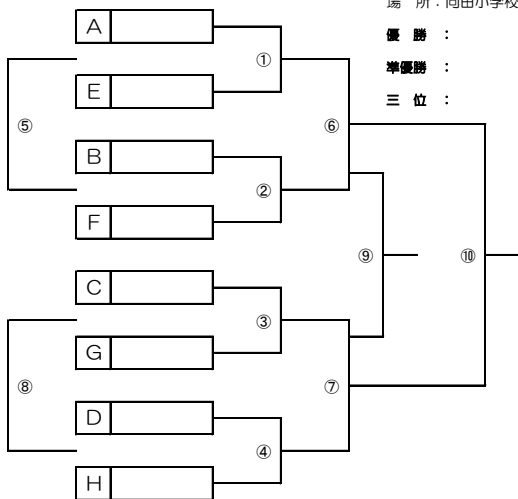 場 所：向田小学校
優 勝 ：
準優勝 ：
三 位 ：
A
①
E
⑤
⑥
B
②
F
⑨
⑩
C
③
G
⑧
⑦
D
④
H